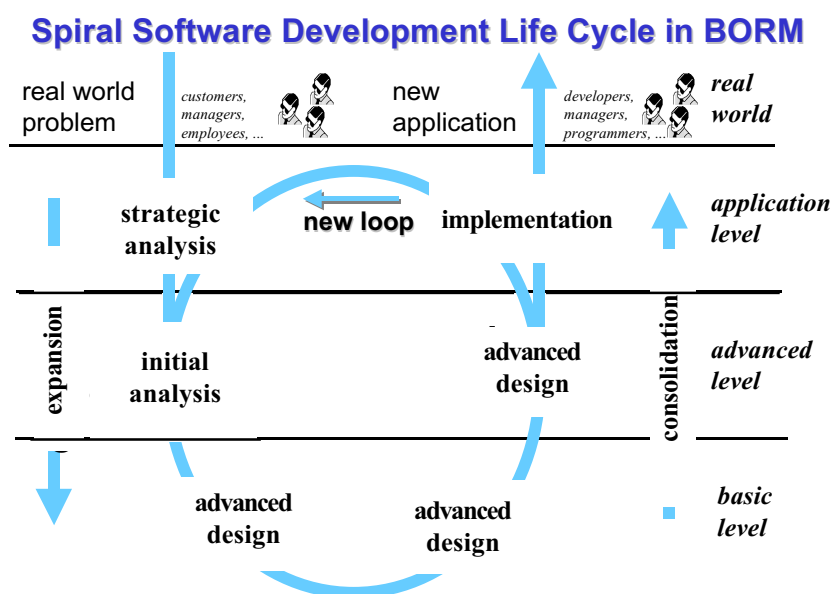 Spiral Software Development Life Cycle in BORM
real world
problem
customers,
managers,
employees, ...
new
application
developers,
managers,
programmers, ...
real
world
strategic
analysis
new loop
implementation
application
level
expansion
initial
analysis
advanced
design
consolidation
advanced
level
advanced
design
advanced
design
basic
level